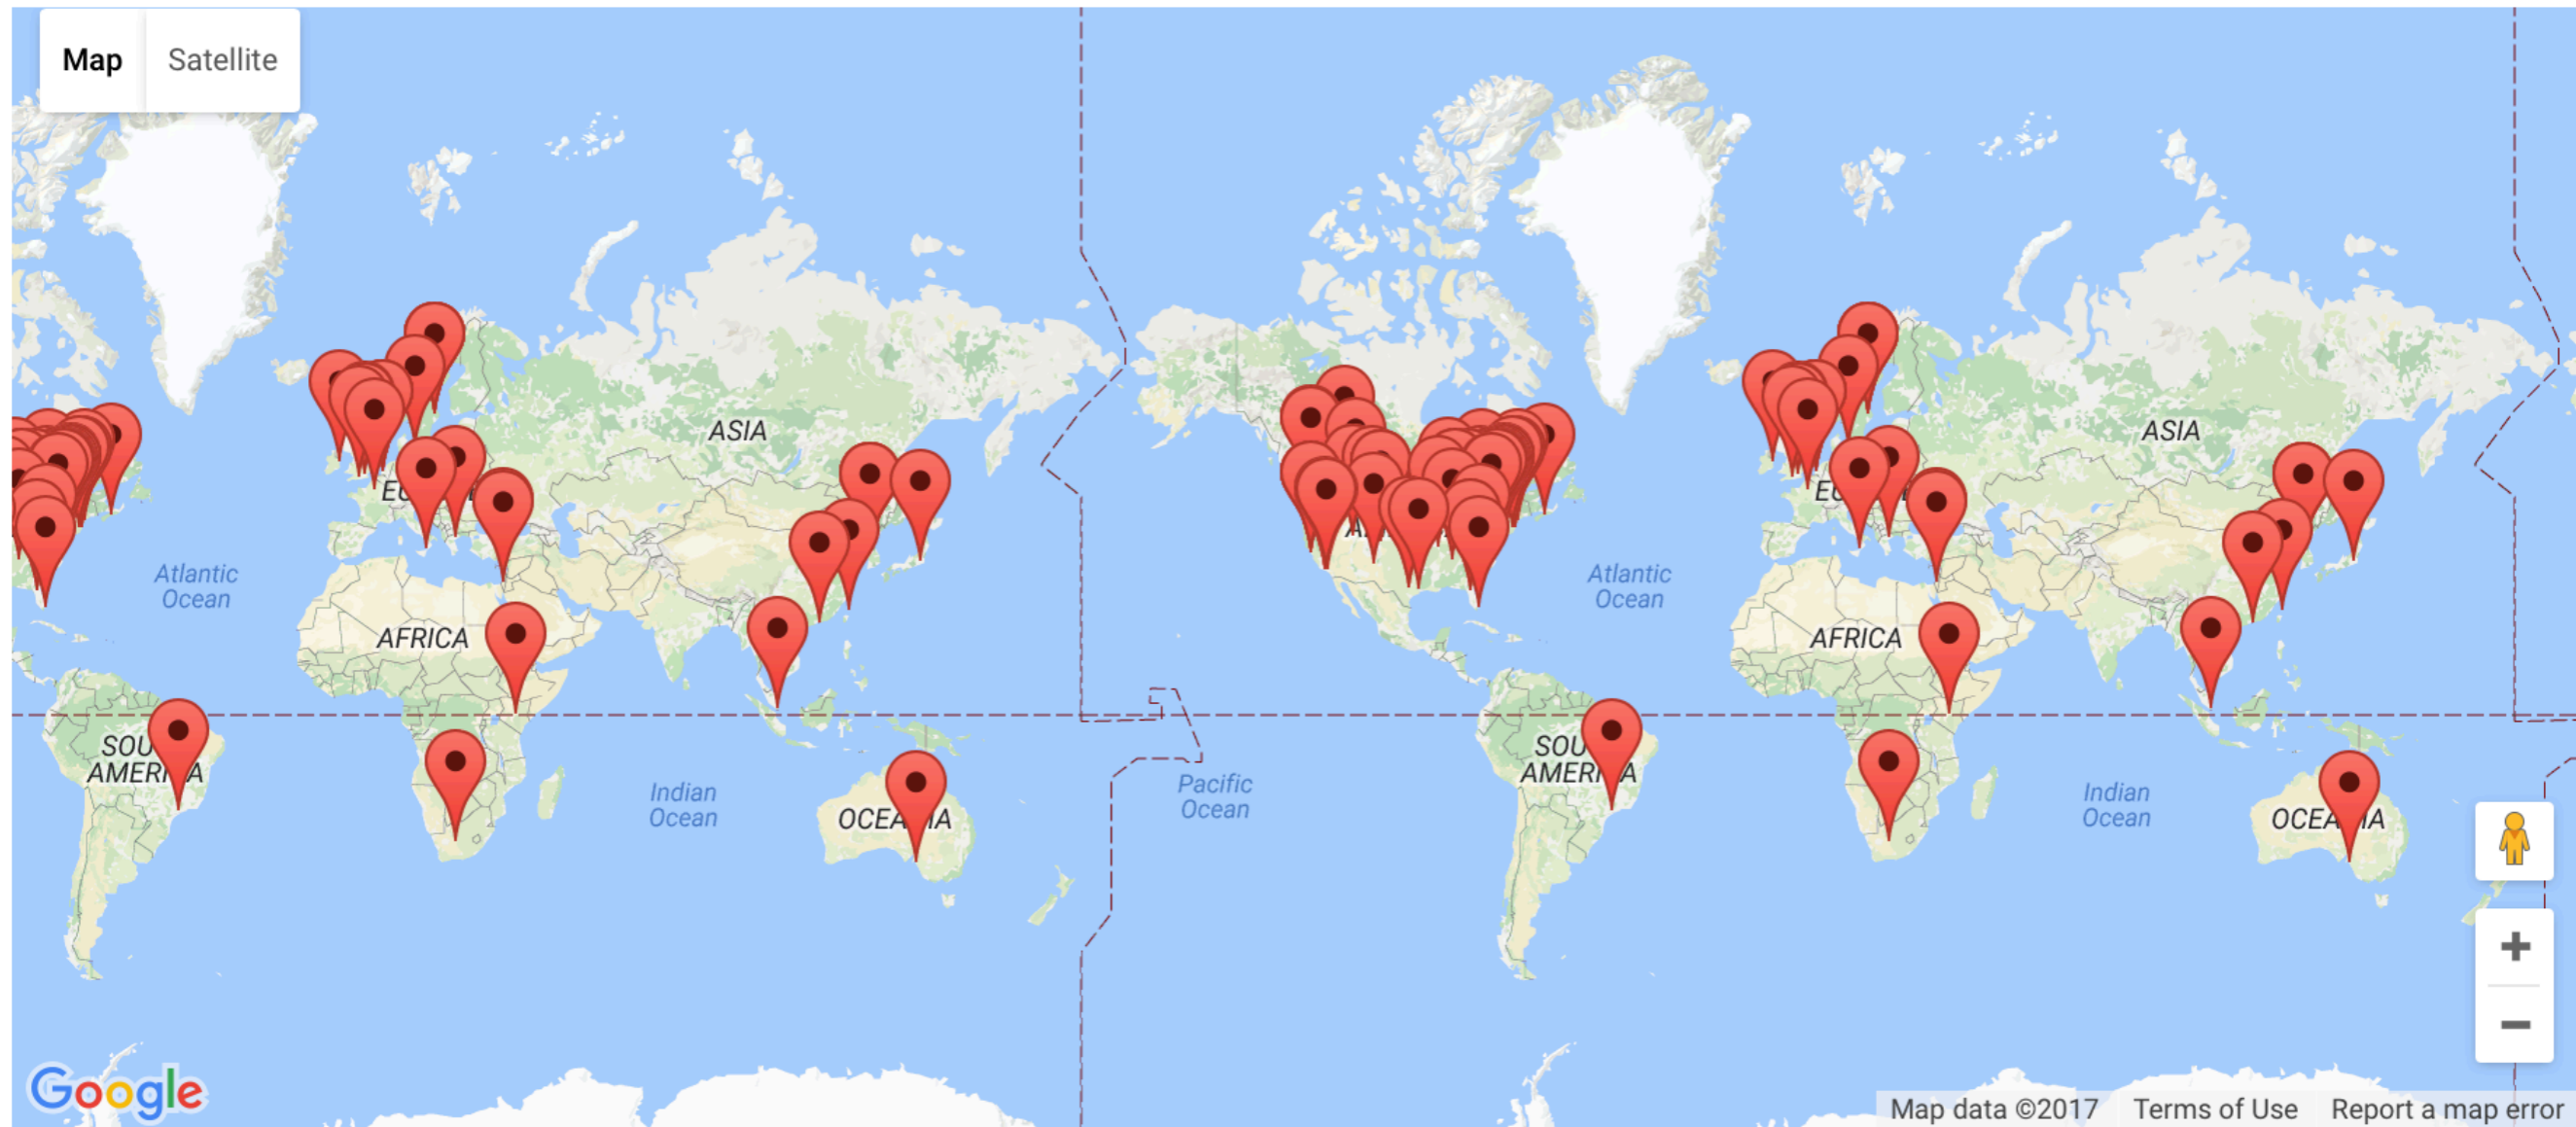 Map Satellite
ASIA
ASIA
Atlantic
Ocean
Atlantic
Ocean
AFRICA
AFRICA
Indian
Ocean
Pacific
Ocean
Indian
Ocean
Google
Map data ©2017 Terms of Use Report a map error